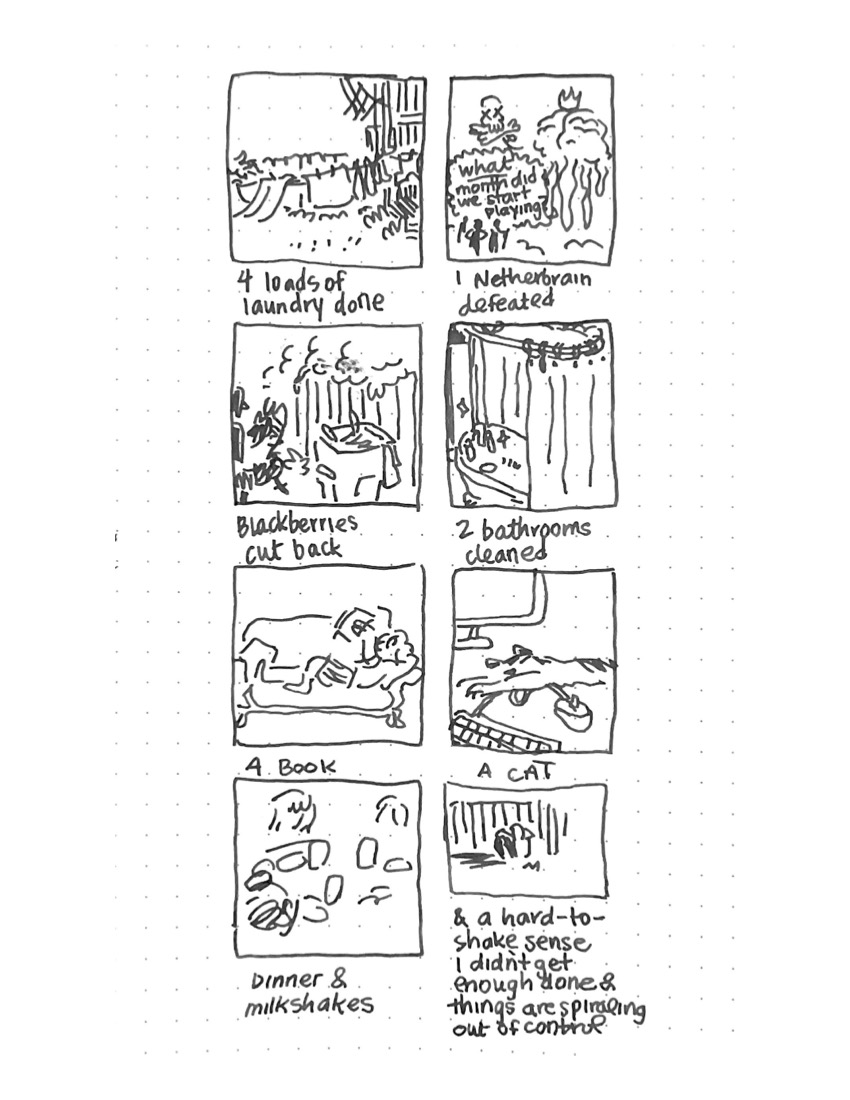 4 loads of
laundry done
what
month did
we start
playing?
1 Netherbrain
defeated
Blackberries
cut back
2 bathrooms
cleaned
A BOOK
A CAT
Dinner &
milkshakes
& a hard-to-
shake sense
I didn't get
enough done &
things are spiraling
out of control